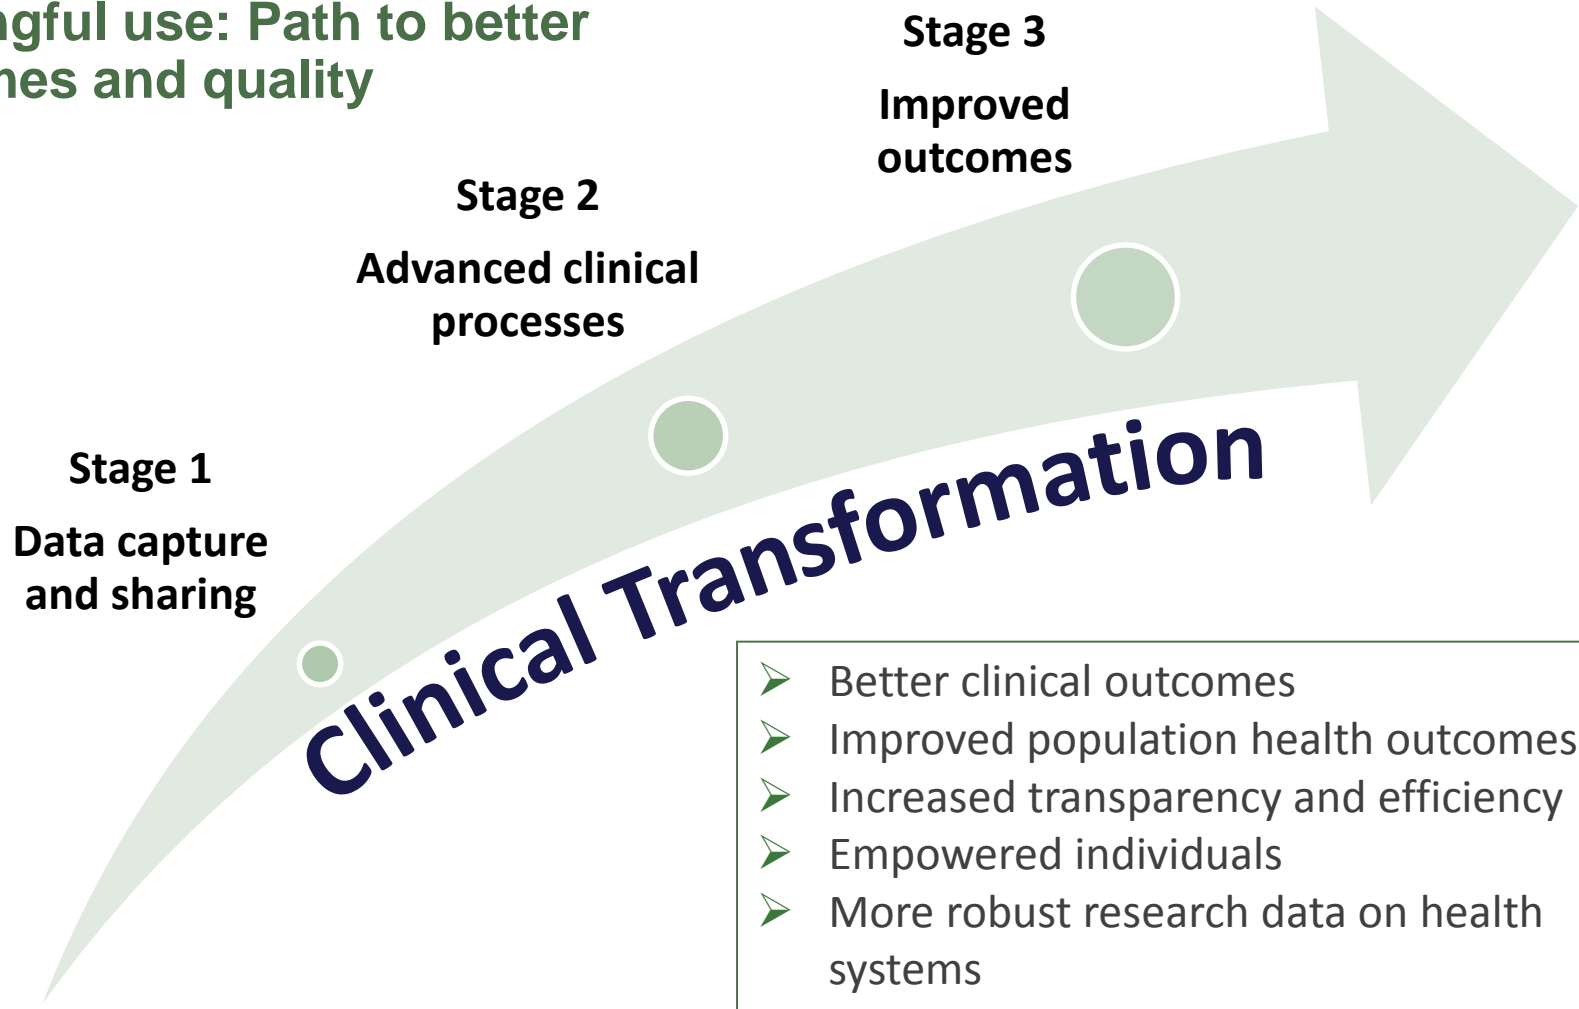 ngful use: Path to better
mes and quality
Stage 3
Improved
outcomes
Stage 2
Advanced clinical
processes
Stage 1
Data capture
and sharing
Clinical Transformation
➢ Better clinical outcomes
➢ Improved population health outcomes
➢ Increased transparency and efficiency
➢ Empowered individuals
➢ More robust research data on health
systems